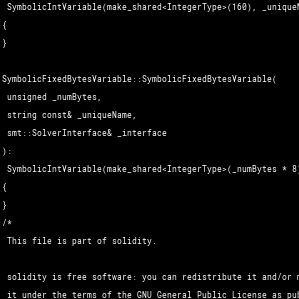 SymbolicIntVariable(make_shared<IntegerType>(160),
{
}
SymbolicFixedBytesVariable::SymbolicFixedBytesVariable(
unsigned _numBytes,
string const& _uniqueName,
smt::SolverInterface& _interface
):
SymbolicIntVariable(make_shared<IntegerType>(_numBytes * 8
{
}
/*
This file is part of solidity.
solidity is free software: you can redistribute it and/or
it under the terms of the GNU General Public License as